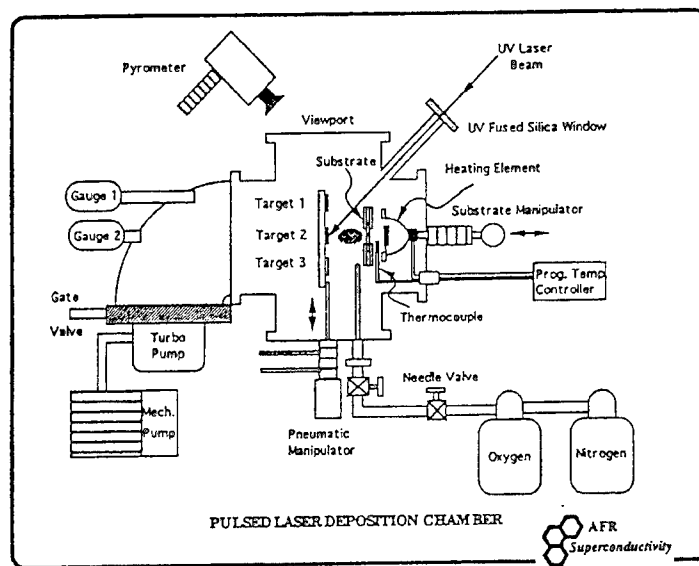 UV Laser
Beam
Pyrometer
Viewport
UV Fused Silica Window
Substrate
Heating Element
Gauge 1
Target 1
Substrate Manipulator
Gauge 2
Target 2
Target 3
Prog. Temp.
Controller
Gate
Valve
Thermocouple
Turbo
Pump
Needle Valve
Mech.
Pump
Pneumatic
Manipulator
Oxygen
Nitrogen
PULSED LASER DEPOSITION CHAMBER
AFR
Superconductivity